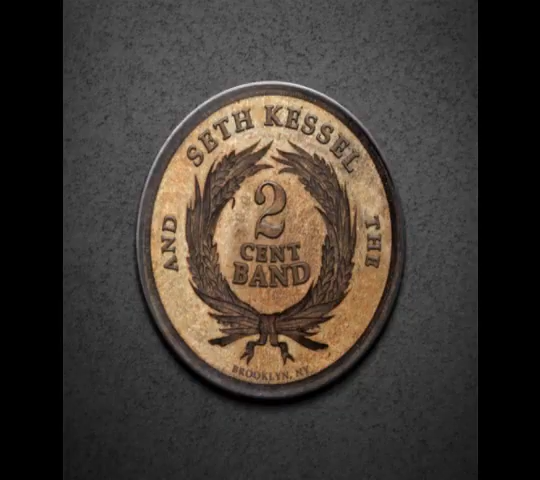 SETH KESSEL
AND THE
2
CENT
BAND
BROOKLYN, NY